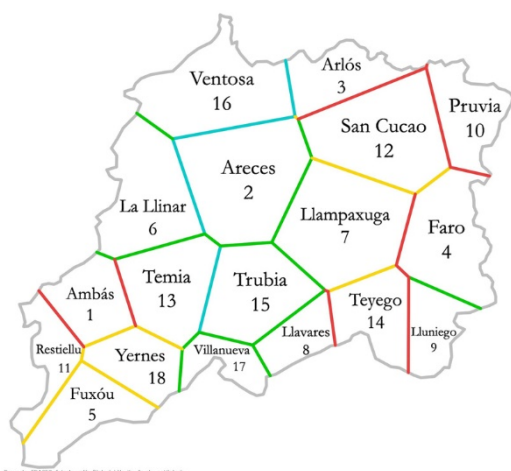 Arlós
3
Ventosa
16
Pruvia
10
San Cucao
12
Areces
2
La Llinar
6
Llampaxuga
7
Faro
4
Temia
13
Trubia
15
Ambás
1
Teyego
14
Llavares
8
Lluniego
9
Restiellu
11
Yernes
18
Villanueva
17
Fuxóu
5